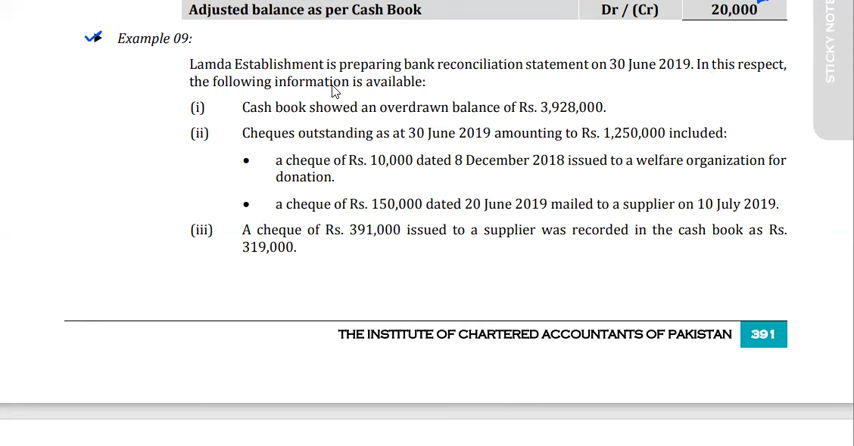 Adjusted balance as per Cash Book Dr / (Cr) 20,000
Example 09:
Lamda Establishment is preparing bank reconciliation statement on 30 June 2019. In this respect,
the following information is available:
(i) Cash book showed an overdrawn balance of Rs. 3,928,000.
(ii) Cheques outstanding as at 30 June 2019 amounting to Rs. 1,250,000 included:
• a cheque of Rs. 10,000 dated 8 December 2018 issued to a welfare organization for
donation.
• a cheque of Rs. 150,000 dated 20 June 2019 mailed to a supplier on 10 July 2019.
(iii) A cheque of Rs. 391,000 issued to a supplier was recorded in the cash book as Rs.
319,000.
THE INSTITUTE OF CHARTERED ACCOUNTANTS OF PAKISTAN 391
STICKY NOTE